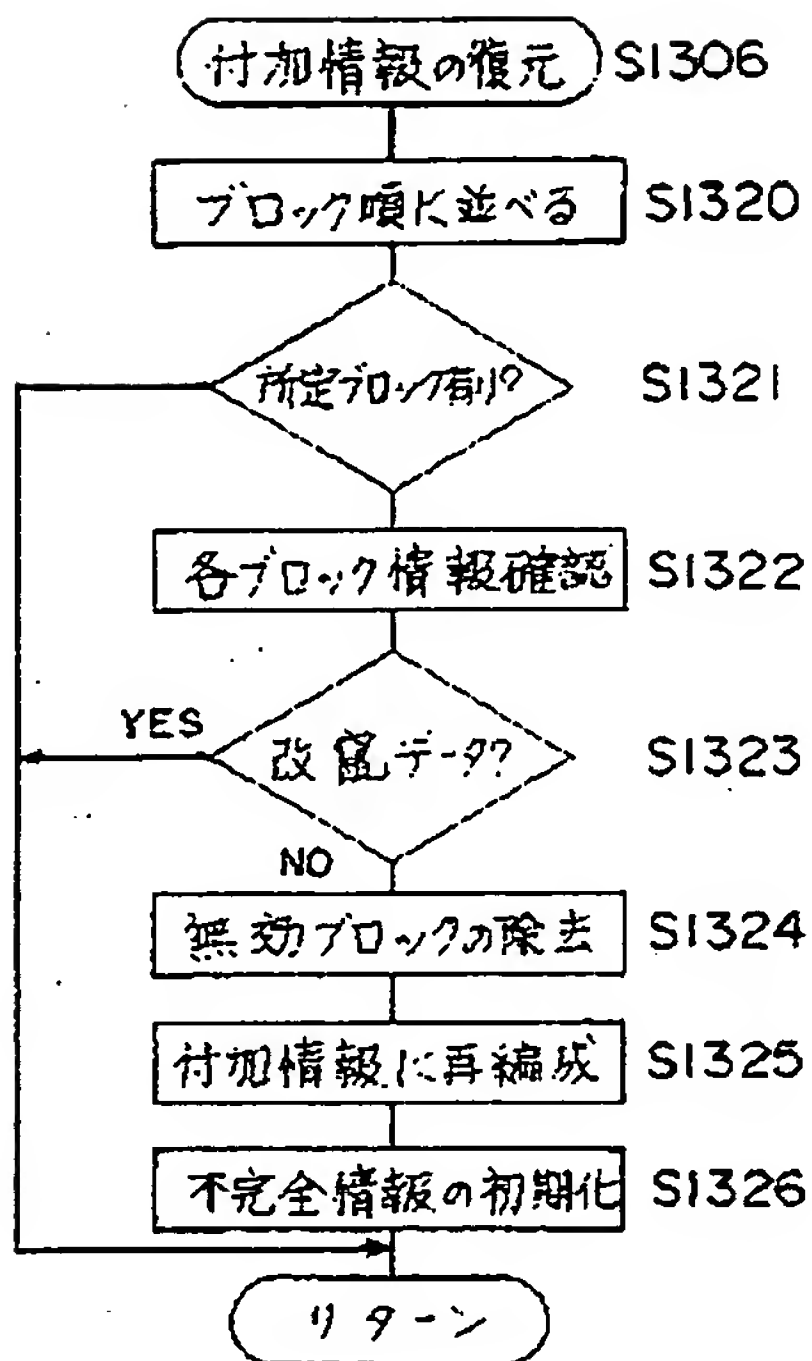 付加情報の復元 S1306
ブロック順に並べる S1320
所定ブロック有り? S1321
各ブロック情報確認 S1322
YES
改竄データ? S1323
NO
無効ブロックの除去 S1324
付加情報に再編成 S1325
不完全情報の初期化 S1326
リターン